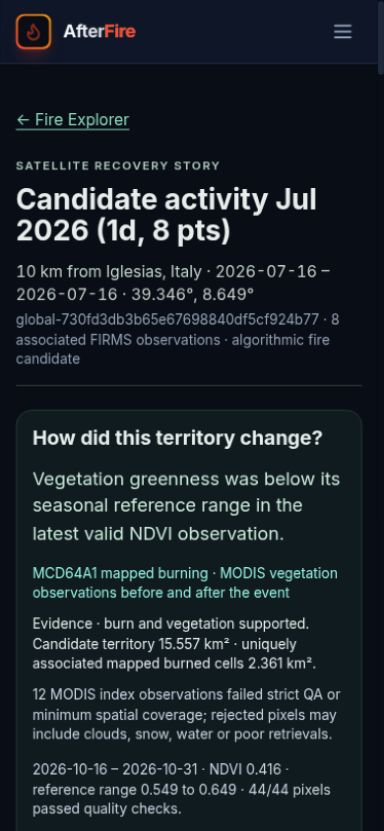 AfterFire
← Fire Explorer
SATELLITE RECOVERY STORY
Candidate activity Jul
2026 (1d, 8 pts)
10 km from Iglesias, Italy · 2026-07-16 –
2026-07-16 · 39.346°, 8.649°
global-730fd3db3b65e67698840df5cf924b77 · 8
associated FIRMS observations · algorithmic fire
candidate
How did this territory change?
Vegetation greenness was below its
seasonal reference range in the
latest valid NDVI observation.
MCD64A1 mapped burning · MODIS vegetation
observations before and after the event
Evidence · burn and vegetation supported.
Candidate territory 15.557 km² · uniquely
associated mapped burned cells 2.361 km².
12 MODIS index observations failed strict QA or
minimum spatial coverage; rejected pixels may
include clouds, snow, water or poor retrievals.
2026-10-16 – 2026-10-31 · NDVI 0.416 ·
reference range 0.549 to 0.649 · 44/44 pixels
passed quality checks.